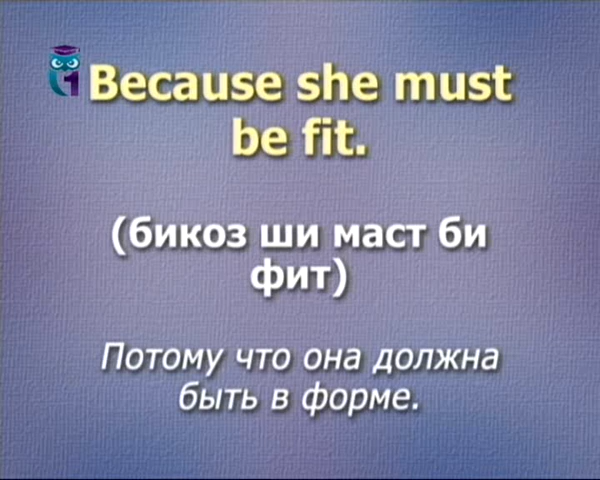 Because she must
be fit.
(бикоз ши маст би
фит)
Потому что она должна
быть в форме.